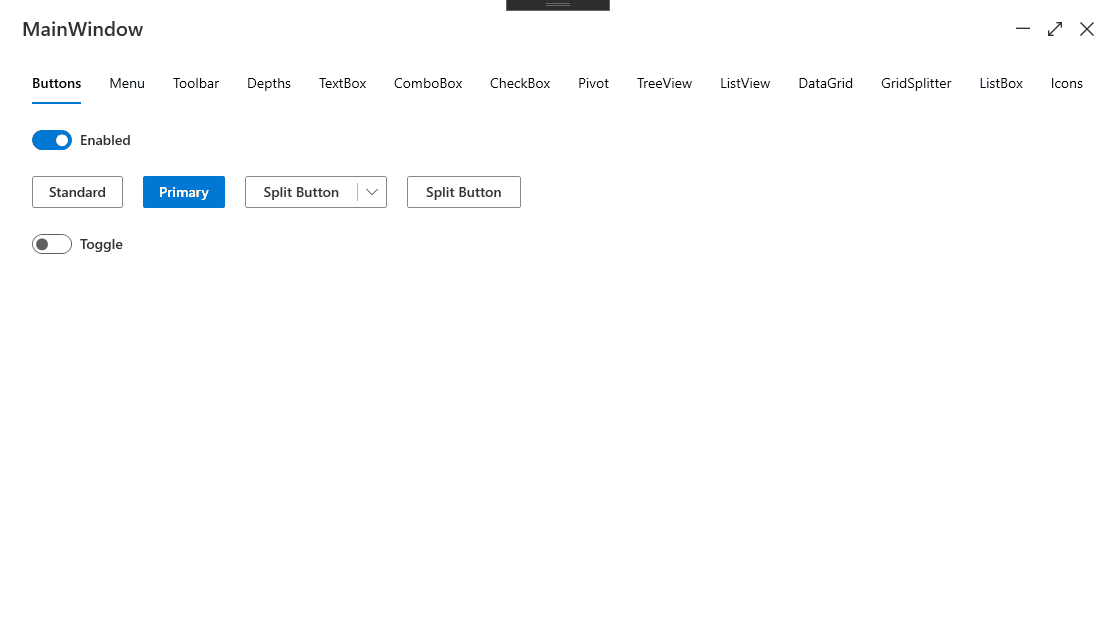 MainWindow
Buttons Menu Toolbar Depths TextBox ComboBox CheckBox Pivot TreeView ListView DataGrid GridSplitter ListBox Icons
Enabled
Standard Primary Split Button Split Button
Toggle